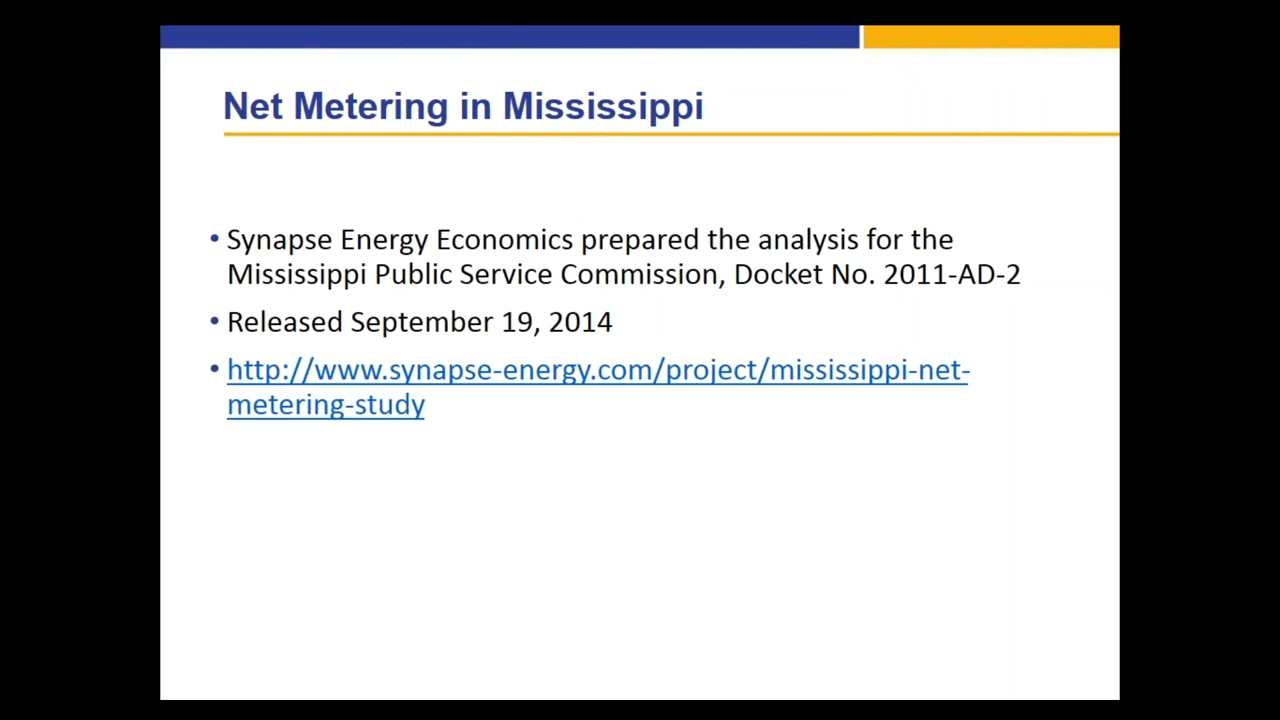 Net Metering in Mississippi
• Synapse Energy Economics prepared the analysis for the
Mississippi Public Service Commission, Docket No. 2011-AD-2
• Released September 19, 2014
• http://www.synapse-energy.com/project/mississippi-net-
metering-study